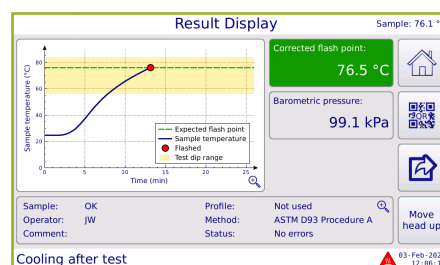 Result Display
Sample: 76.1 °
Corrected flash point:
76.5 °C
Barometric pressure:
99.1 kPa
Sample temperature (°C)
80
60
40
20
0
0 5 10 15 20 25
Time (min)
Expected flash point
Sample temperature
Flashed
Test dip range
Sample: OK
Operator: JW
Comment:
Profile: Not used
Method: ASTM D93 Procedure A
Status: No errors
Move
head up
Cooling after test
03-Feb-202
12:06:1